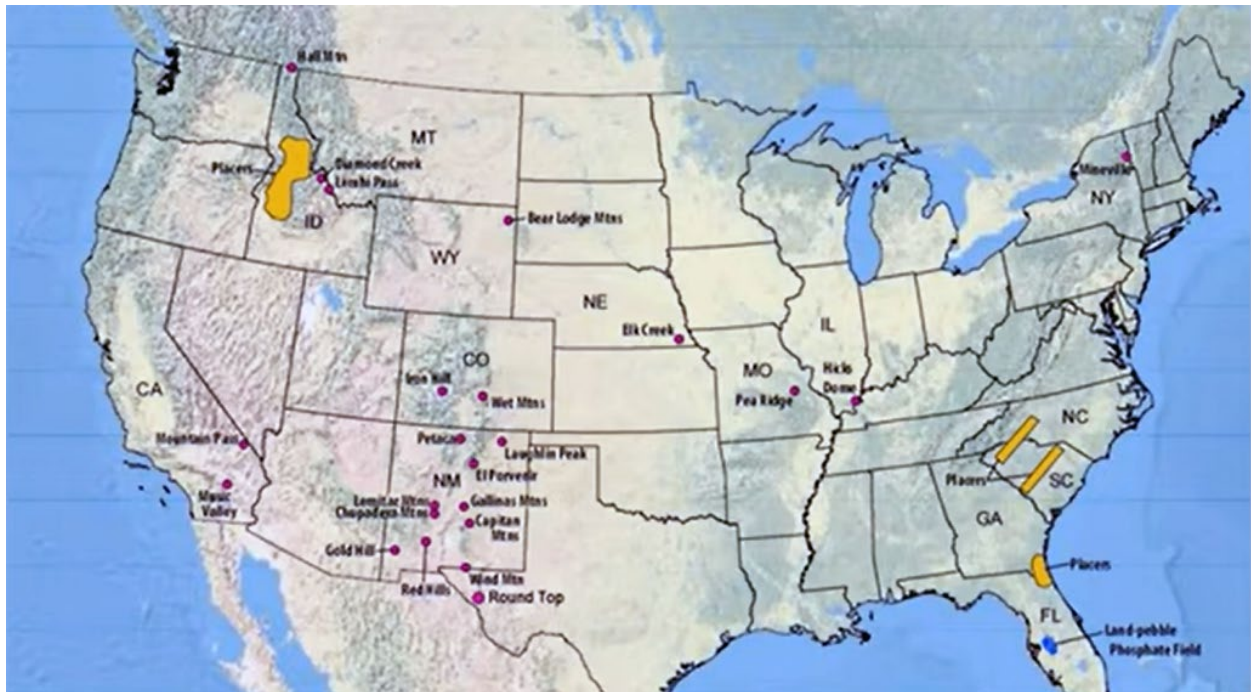 Hall Mtn
MT
Placers
Diamond Creek
Lemhi Pass
ID
Mineville
NY
Bear Lodge Mtns
WY
NE
Elk Creek
IL
CO
MO
Hicks
Dome
Iron Hill
CA
Wet Mtns
Pea Ridge
NC
Mountain Pass
Petaca
Laughlin Peak
El Porvenir
NM
Placers
SC
Music
Valley
Lemitar Mtns
Gallinas Mtns
Chupadera Mtns
Capitan
Mtns
GA
Gold Hill
Placers
Wind Mtn
Red Hills
Round Top
FL
Land-pebble
Phosphate Field